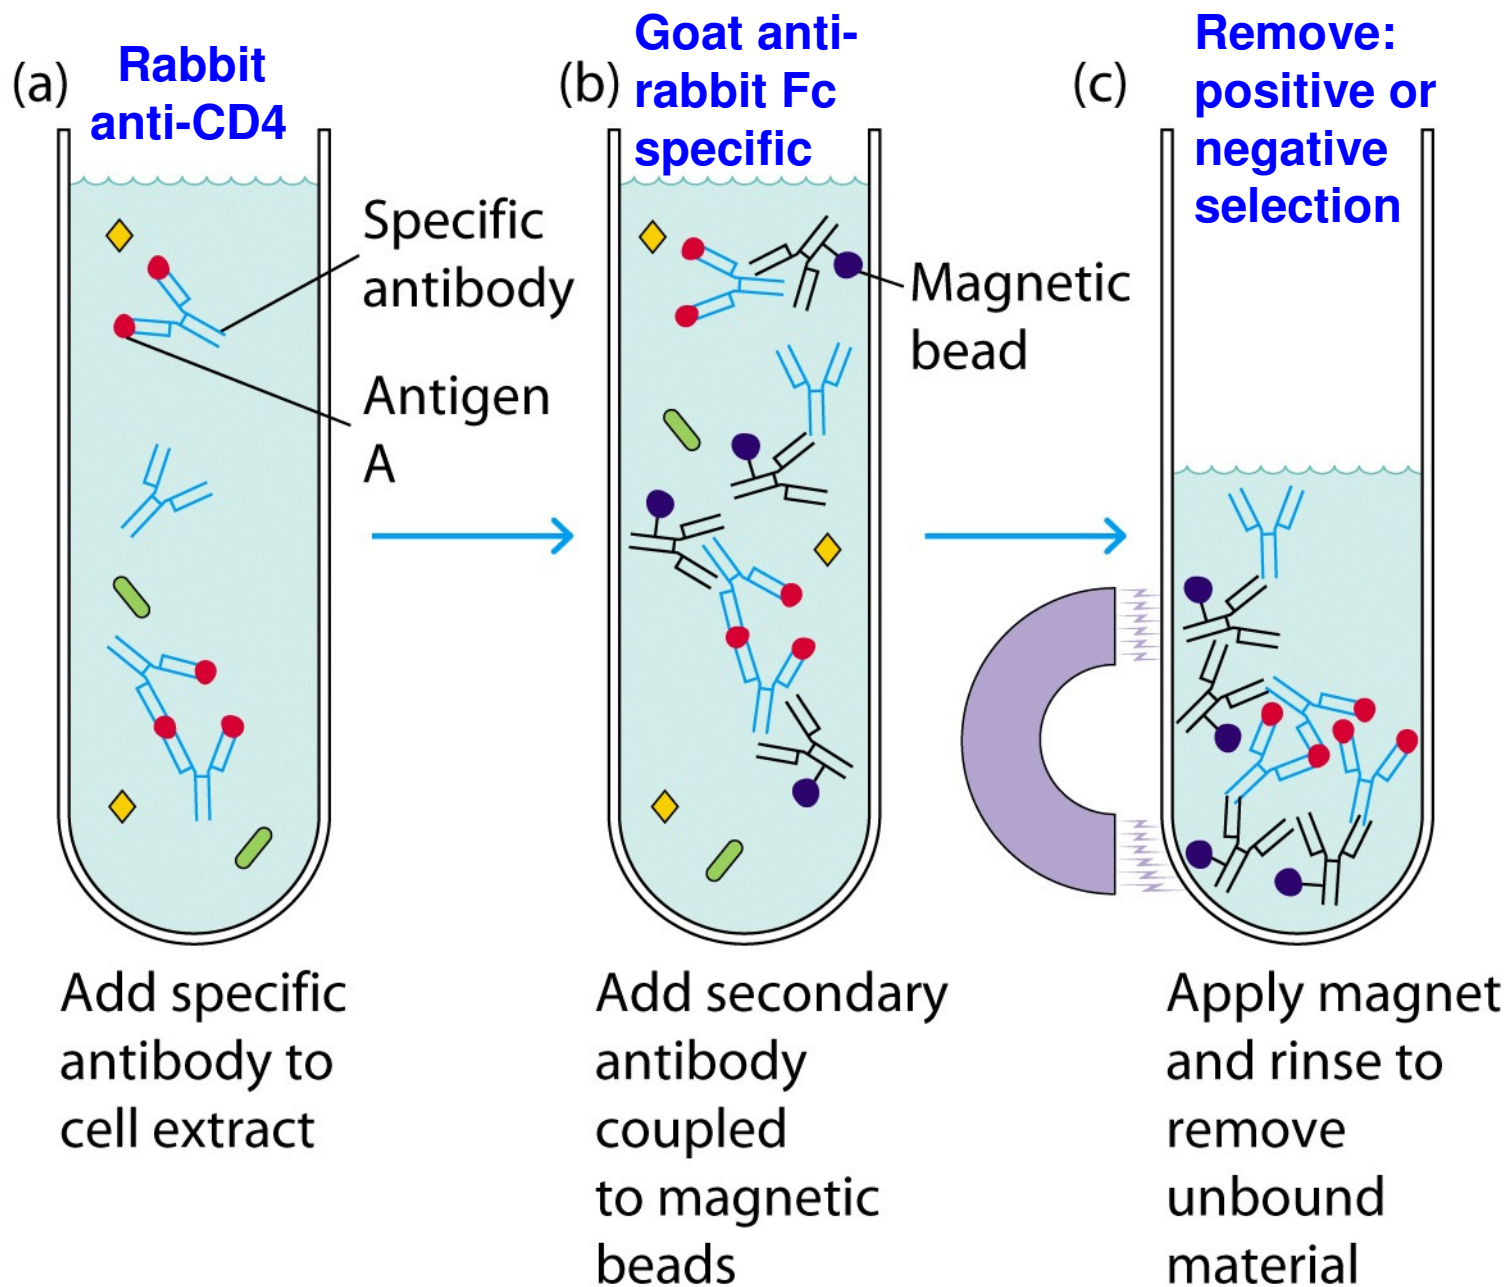 (a)
Rabbit
anti-CD4
Specific
antibody
Antigen
A
Add specific
antibody to
cell extract
(b)
Goat anti-
rabbit Fc
specific
Magnetic
bead
Add secondary
antibody
coupled
to magnetic
beads
(c)
Remove:
positive or
negative
selection
Apply magnet
and rinse to
remove
unbound
material